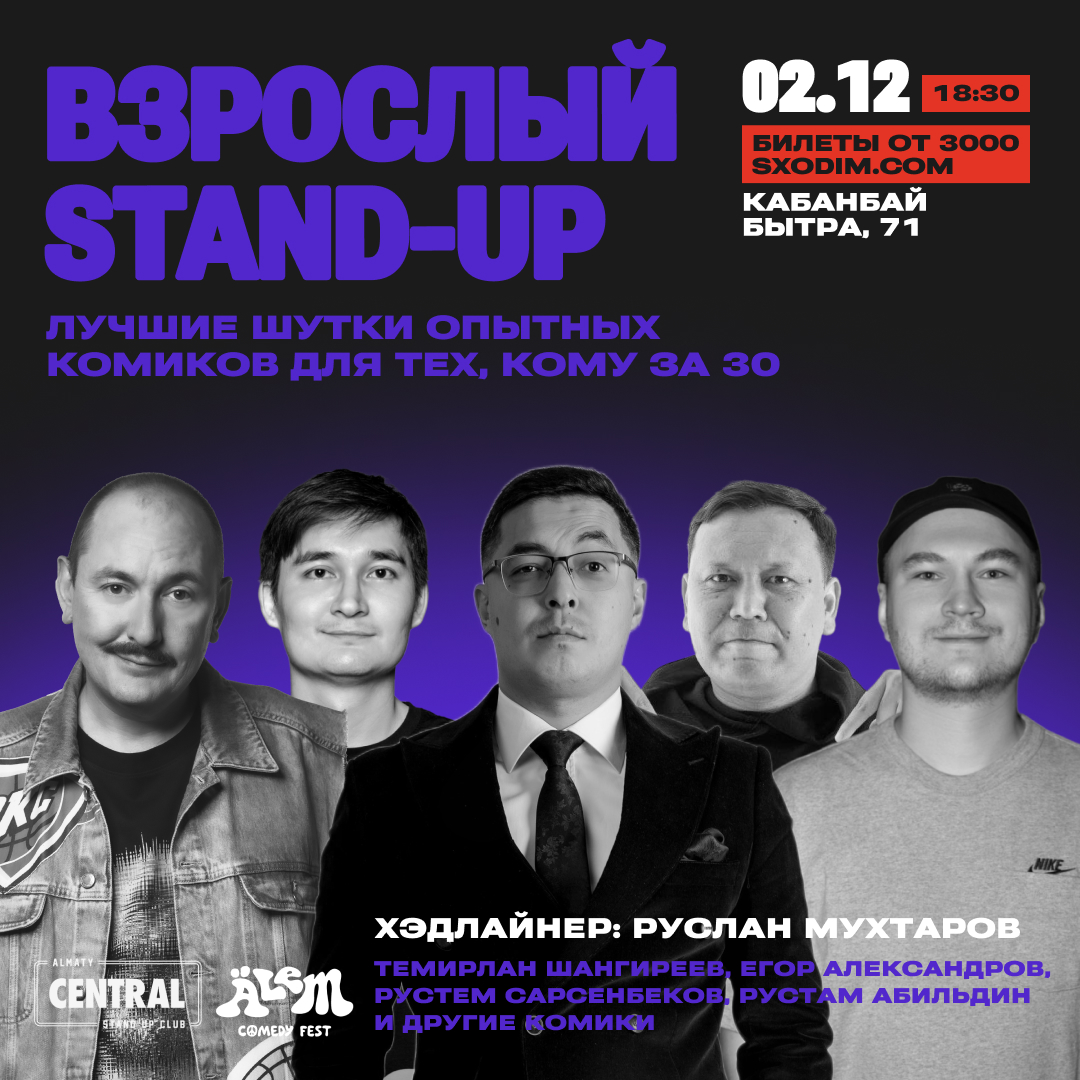 ВЗРОСЛЫЙ
STAND-UP
ЛУЧШИЕ ШУТКИ ОПЫТНЫХ
КОМИКОВ ДЛЯ ТЕХ, КОМУ ЗА 30
02.12 18:30
БИЛЕТЫ ОТ 3000
SXODIM.COM
КАБАНБАЙ
БЫТРА, 71
NIKE
ХЭДЛАЙНЕР: РУСЛАН МУХТАРОВ
ТЕМИРЛАН ШАНГИРЕЕВ, ЕГОР АЛЕКСАНДРОВ,
РУСТЕМ САРСЕНБЕКОВ, РУСТАМ АБИЛЬДИН
И ДРУГИЕ КОМИКИ
ALMATY
CENTRAL
STAND UP CLUB
ÄLEM
COMEDY FEST